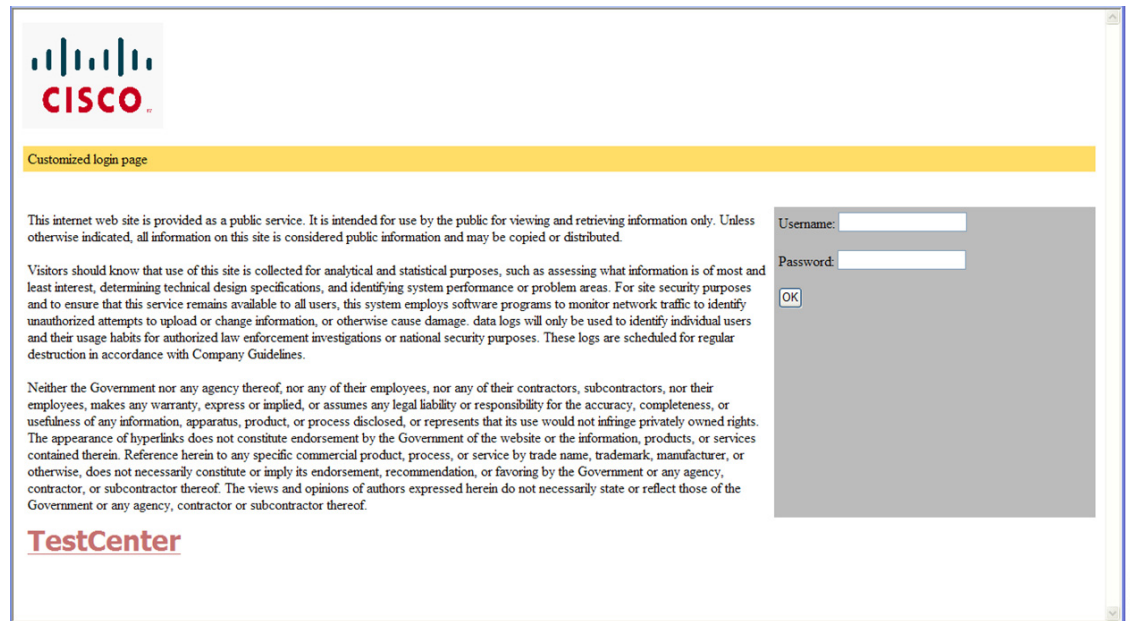 CISCO
Customized login page
This internet web site is provided as a public service. It is intended for use by the public for viewing and retrieving information only. Unless
otherwise indicated, all information on this site is considered public information and may be copied or distributed.
Visitors should know that use of this site is collected for analytical and statistical purposes, such as assessing what information is of most and
least interest, determining technical design specifications, and identifying system performance or problem areas. For site security purposes
and to ensure that this service remains available to all users, this system employs software programs to monitor network traffic to identify
unauthorized attempts to upload or change information, or otherwise cause damage. data logs will only be used to identify individual users
and their usage habits for authorized law enforcement investigations or national security purposes. These logs are scheduled for regular
destruction in accordance with Company Guidelines.
Neither the Government nor any agency thereof, nor any of their employees, nor any of their contractors, subcontractors, nor their
employees, makes any warranty, express or implied, or assumes any legal liability or responsibility for the accuracy, completeness, or
usefulness of any information, apparatus, product, or process disclosed, or represents that its use would not infringe privately owned rights.
The appearance of hyperlinks does not constitute endorsement by the Government of the website or the information, products, or services
contained therein. Reference herein to any specific commercial product, process, or service by trade name, trademark, manufacturer, or
otherwise, does not necessarily constitute or imply its endorsement, recommendation, or favoring by the Government or any agency,
contractor, or subcontractor thereof. The views and opinions of authors expressed herein do not necessarily state or reflect those of the
Government or any agency, contractor or subcontractor thereof.
TestCenter
Username:
Password:
OK